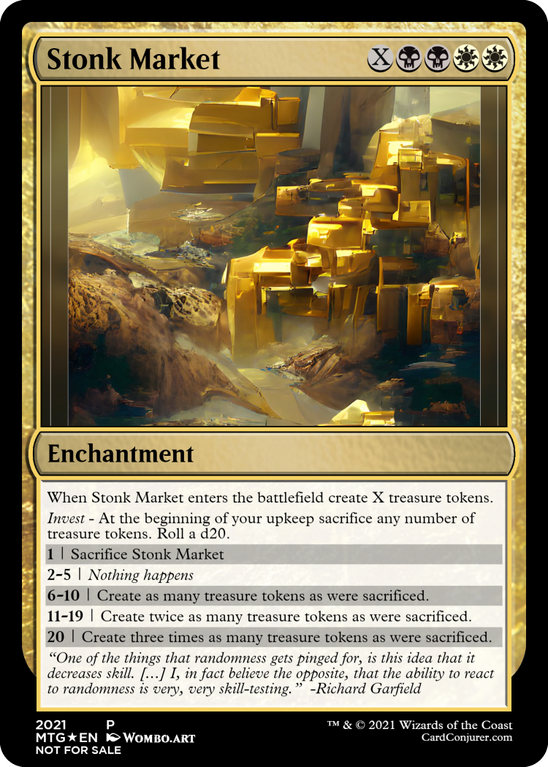 Stonk Market X
Enchantment
When Stonk Market enters the battlefield create X treasure tokens.
Invest - At the beginning of your upkeep sacrifice any number of
treasure tokens. Roll a d20.
1 | Sacrifice Stonk Market
2–5 | Nothing happens
6–10 | Create as many treasure tokens as were sacrificed.
11–19 | Create twice as many treasure tokens as were sacrificed.
20 | Create three times as many treasure tokens as were sacrificed.
“One of the things that randomness gets pinged for, is this idea that it
decreases skill. [...] I, in fact believe the opposite, that the ability to react
to randomness is very, very skill-testing.” -Richard Garfield
2021 P ™ & © 2021 Wizards of the Coast
MTG★EN Wombo.art CardConjurer.com
NOT FOR SALE